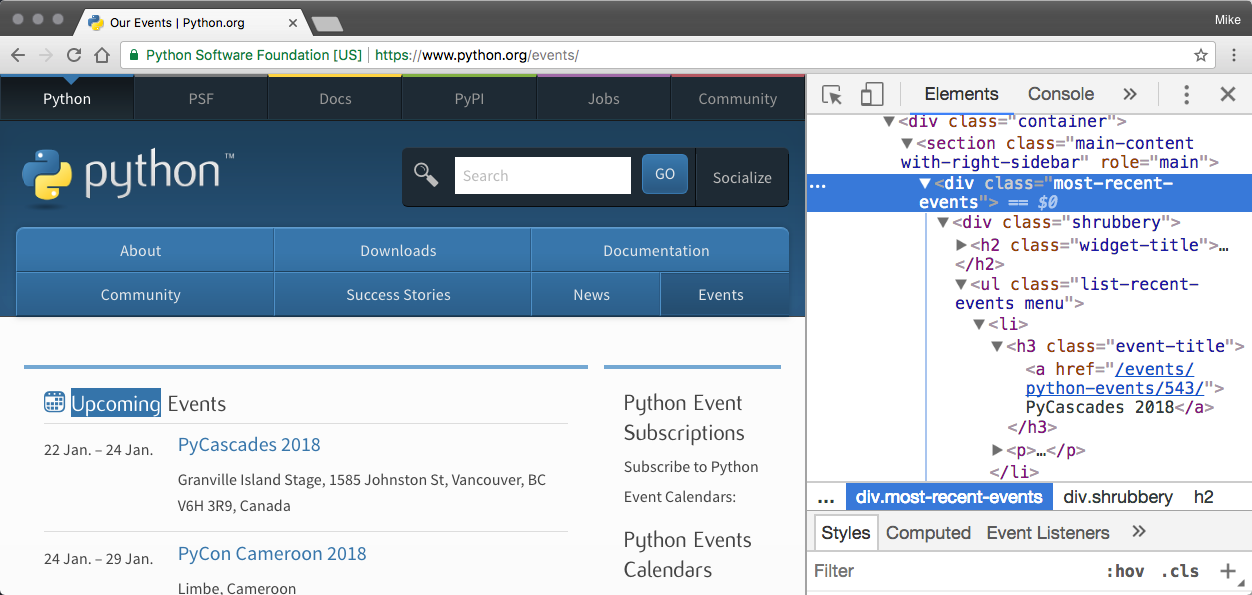 Our Events | Python.org
Mike
Python Software Foundation [US] | https://www.python.org/events/
Python PSF Docs PyPI Jobs Community
python™
Search GO Socialize
About Downloads Documentation
Community Success Stories News Events
Upcoming Events
22 Jan. – 24 Jan. PyCascades 2018
Granville Island Stage, 1585 Johnston St, Vancouver, BC
V6H 3R9, Canada
24 Jan. – 29 Jan. PyCon Cameroon 2018
Limbe, Cameroon
Python Event
Subscriptions
Subscribe to Python
Event Calendars:
Python Events
Calendars
Elements Console »
<div class="container">
<section class="main-content
with-right-sidebar" role="main">
... <div class="most-recent-
events"> == $0
<div class="shrubbery">
<h2 class="widget-title">…
</h2>
<ul class="list-recent-
events menu">
<li>
<h3 class="event-title">
<a href="/events/
python-events/543/">
PyCascades 2018</a>
</h3>
<p>…</p>
</li>
... div.most-recent-events div.shrubbery h2
Styles Computed Event Listeners »
Filter :hov .cls +